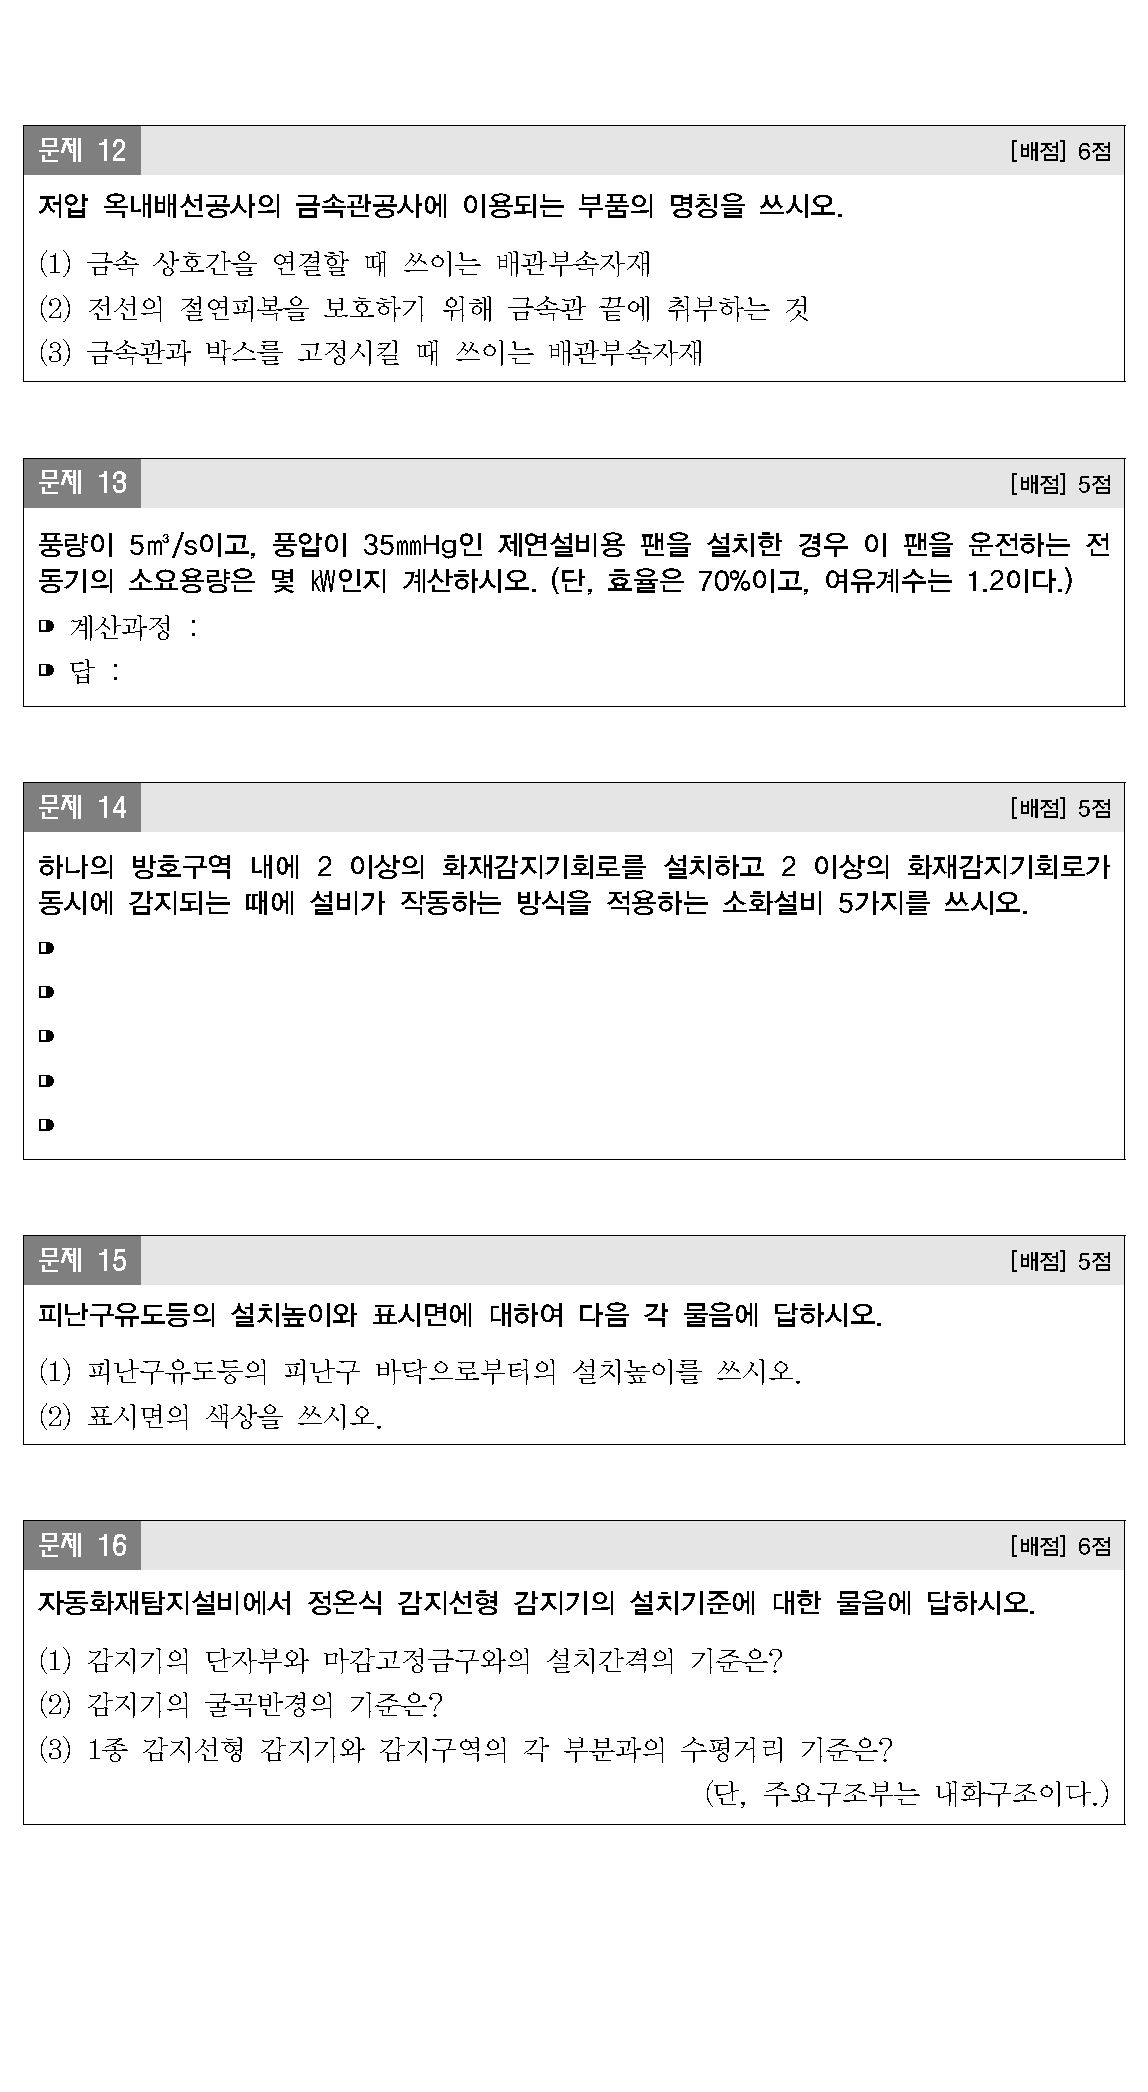 문제 12
[배점] 6점
저압 옥내배선공사의 금속관공사에 이용되는 부품의 명칭을 쓰시오.
(1) 금속 상호간을 연결할 때 쓰이는 배관부속자재
(2) 전선의 절연피복을 보호하기 위해 금속관 끝에 취부하는 것
(3) 금속관과 박스를 고정시킬 때 쓰이는 배관부속자재
문제 13
[배점] 5점
풍량이 5㎥/s이고, 풍압이 35㎜Hg인 제연설비용 팬을 설치한 경우 이 팬을 운전하는 전
동기의 소요용량은 몇 ㎾인지 계산하시오. (단, 효율은 70%이고, 여유계수는 1.2이다.)
계산과정 :
답 :
문제 14
[배점] 5점
하나의 방호구역 내에 2 이상의 화재감지기회로를 설치하고 2 이상의 화재감지기회로가
동시에 감지되는 때에 설비가 작동하는 방식을 적용하는 소화설비 5가지를 쓰시오.
문제 15
[배점] 5점
피난구유도등의 설치높이와 표시면에 대하여 다음 각 물음에 답하시오.
(1) 피난구유도등의 피난구 바닥으로부터의 설치높이를 쓰시오.
(2) 표시면의 색상을 쓰시오.
문제 16
[배점] 6점
자동화재탐지설비에서 정온식 감지선형 감지기의 설치기준에 대한 물음에 답하시오.
(1) 감지기의 단자부와 마감고정금구와의 설치간격의 기준은?
(2) 감지기의 굴곡반경의 기준은?
(3) 1종 감지선형 감지기와 감지구역의 각 부분과의 수평거리 기준은?
(단, 주요구조부는 내화구조이다.)